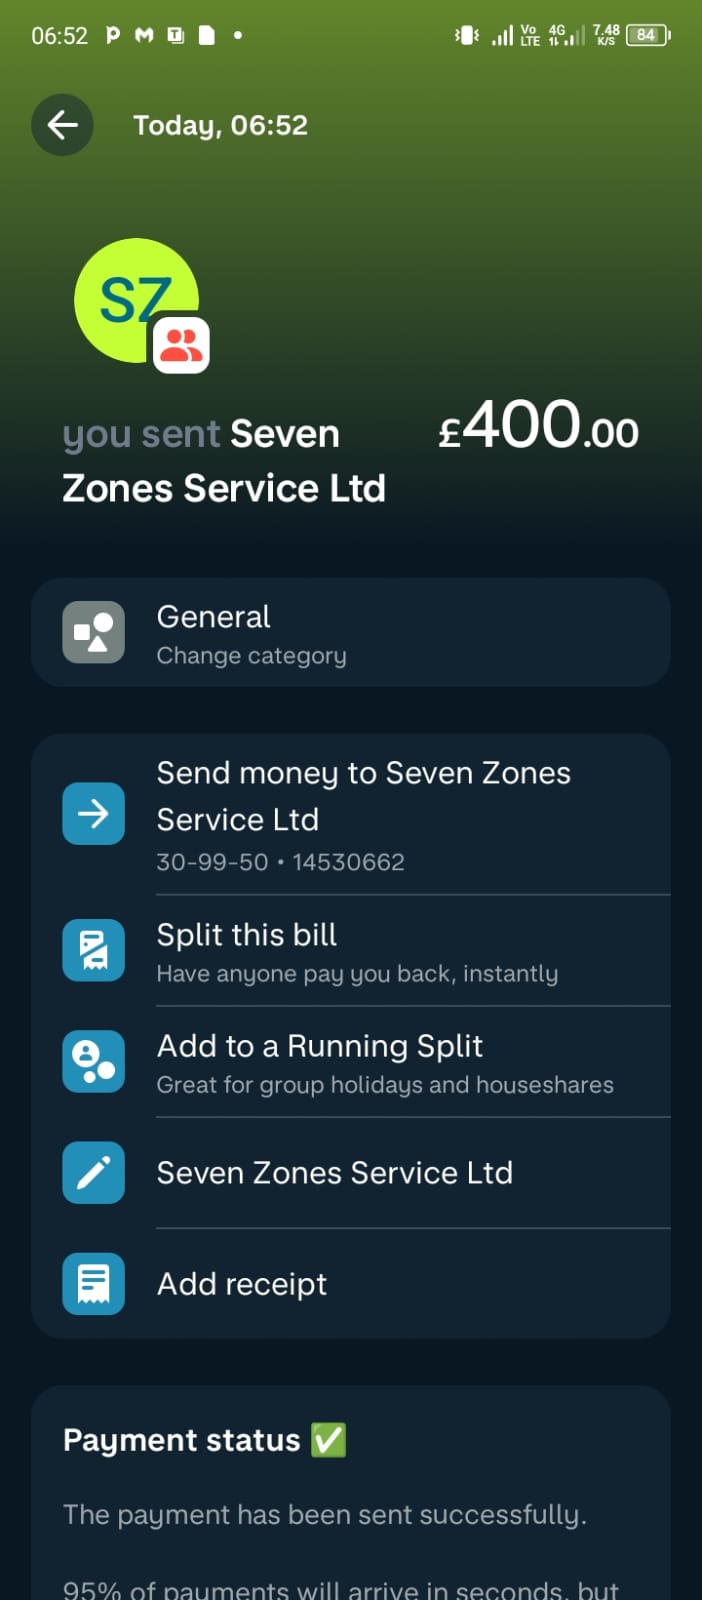 06:52
Vo LTE 4G 7.48 K/S 84
Today, 06:52
SZ
you sent Seven
Zones Service Ltd
£400.00
General
Change category
Send money to Seven Zones
Service Ltd
30-99-50 • 14530662
Split this bill
Have anyone pay you back, instantly
Add to a Running Split
Great for group holidays and houseshares
Seven Zones Service Ltd
Add receipt
Payment status ✅
The payment has been sent successfully.
95% of payments will arrive in seconds, but